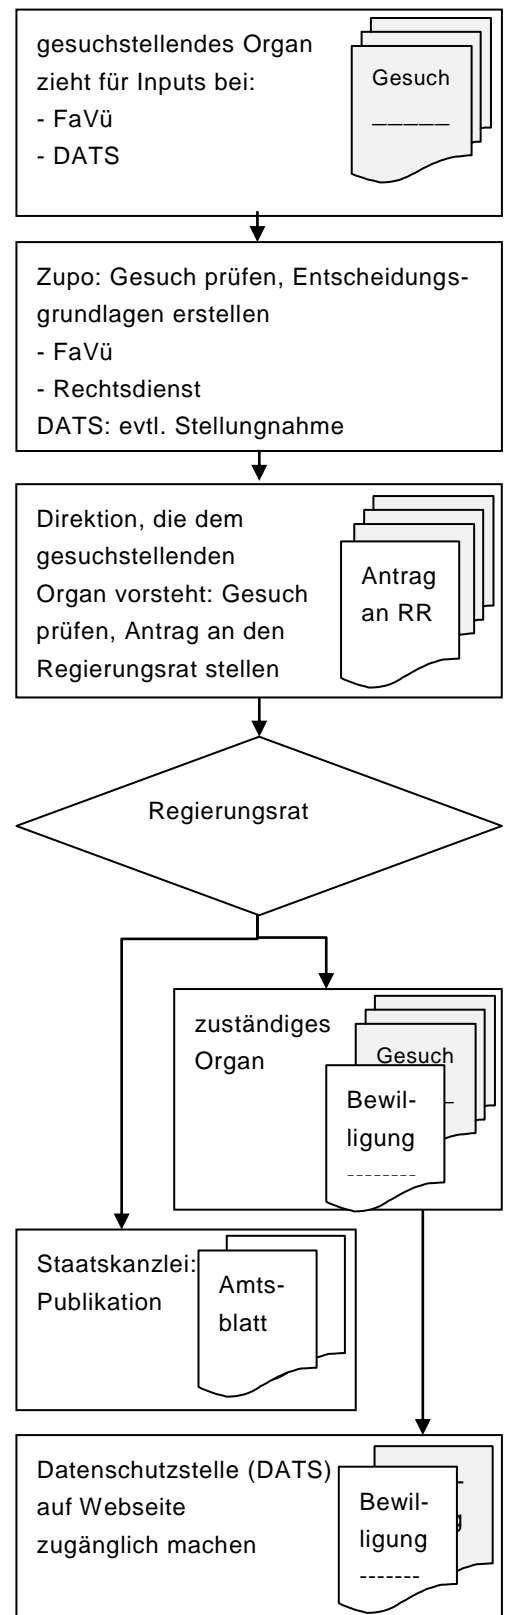 gesuchstellendes Organ
zieht für Inputs bei:
- FaVü
- DATS
Gesuch
_____
Zupo: Gesuch prüfen, Entscheidungs-
grundlagen erstellen
- FaVü
- Rechtsdienst
DATS: evtl. Stellungnahme
Direktion, die dem
gesuchstellenden
Organ vorsteht: Gesuch
prüfen, Antrag an den
Regierungsrat stellen
Antrag
an RR
Regierungsrat
zuständiges
Organ
Gesuch
Bewil-
ligung
--------
Staatskanzlei:
Publikation
Amts-
blatt
Datenschutzstelle (DATS)
auf Webseite
zugänglich machen
Bewil-
ligung
-------